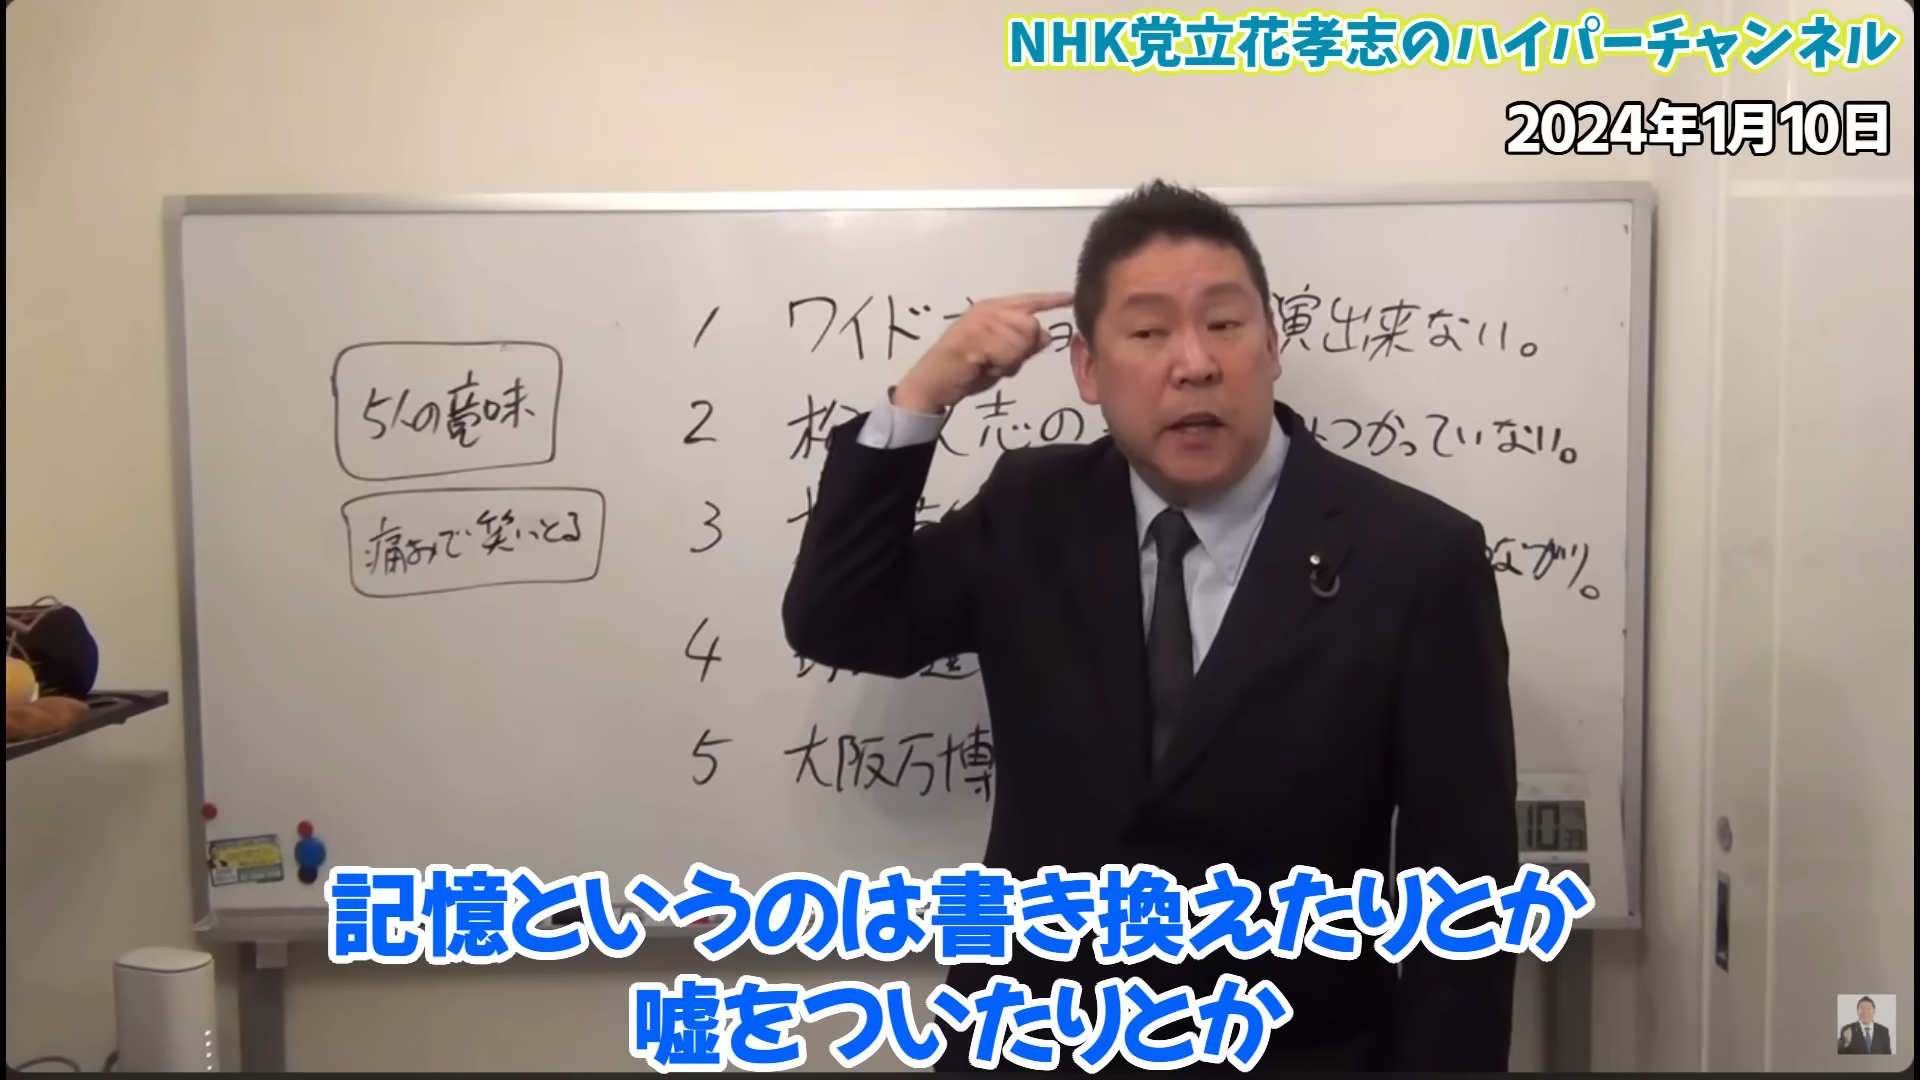 NHK党立花孝志のハイパーチャンネル
2024年1月10日
1 ワイド
演出来ない。
5人の意味
2
志の
つかっていない。
痛みで笑いとる
3
ながり。
4
5 大阪万博
10
記憶というのは書き換えたりとか
嘘をついたりとか